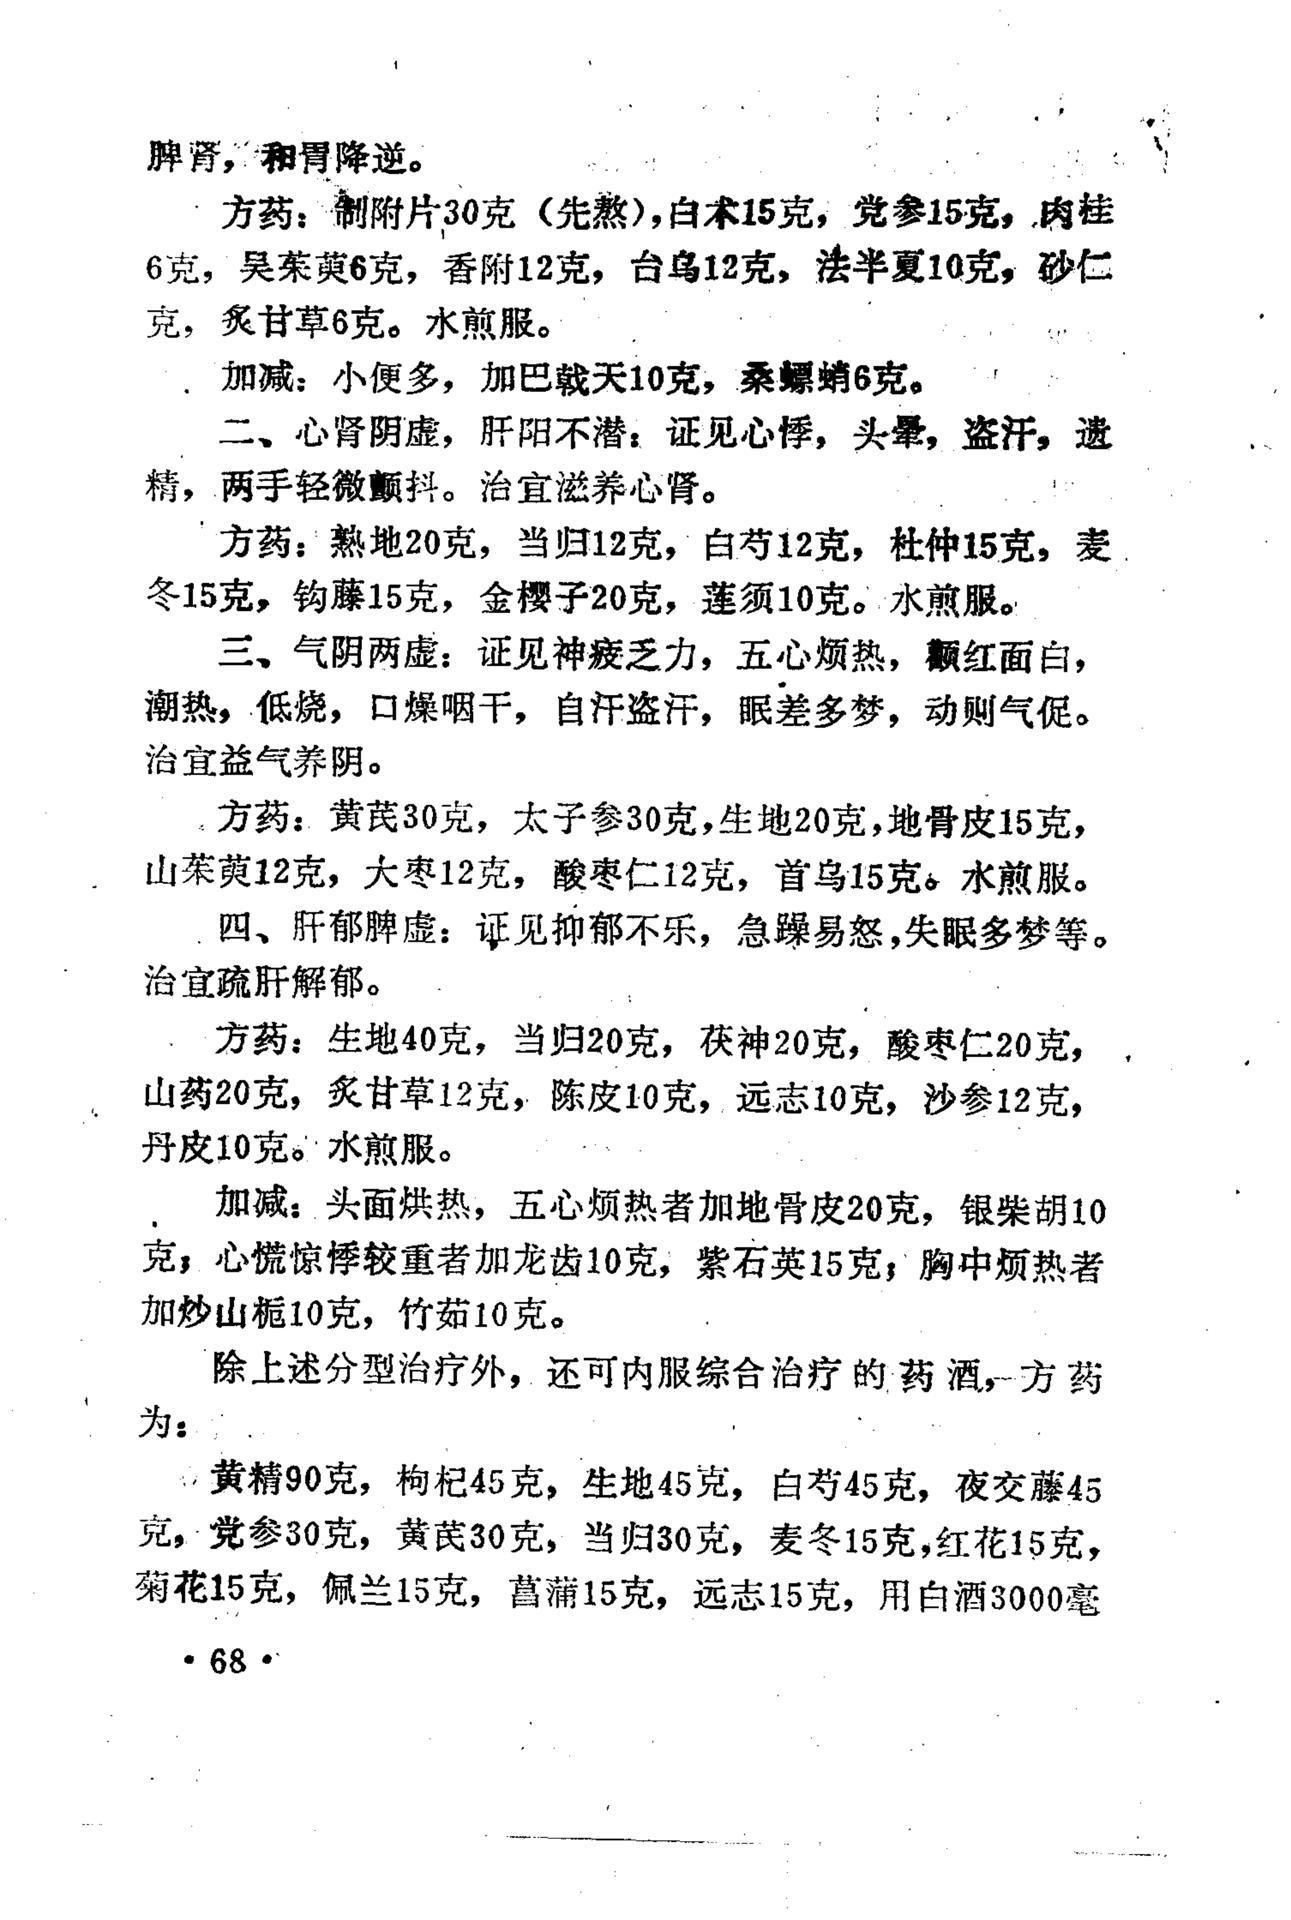 脾肾，和胃降逆。
方药：制附片30克（先熬），白术15克，党参15克，肉桂
6克，吴茱萸6克，香附12克，台乌12克，法半夏10克，砂仁
克，炙甘草6克。水煎服。
加减：小便多，加巴戟天10克，桑螵蛸6克。
二、心肾阴虚，肝阳不潜：证见心悸，头晕，盗汗，遗
精，两手轻微颤抖。治宜滋养心肾。
方药：熟地20克，当归12克，白芍12克，杜仲15克，麦
冬15克，钩藤15克，金樱子20克，莲须10克。水煎服。
三、气阴两虚：证见神疲乏力，五心烦热，颧红面白，
潮热，低烧，口燥咽干，自汗盗汗，眠差多梦，动则气促。
治宜益气养阴。
方药：黄芪30克，太子参30克，生地20克，地骨皮15克，
山茱萸12克，大枣12克，酸枣仁12克，首乌15克。水煎服。
四、肝郁脾虚：证见抑郁不乐，急躁易怒，失眠多梦等。
治宜疏肝解郁。
方药：生地40克，当归20克，茯神20克，酸枣仁20克，
山药20克，炙甘草12克，陈皮10克，远志10克，沙参12克，
丹皮10克。水煎服。
加减：头面烘热，五心烦热者加地骨皮20克，银柴胡10
克；心慌惊悸较重者加龙齿10克，紫石英15克；胸中烦热者
加炒山栀10克，竹茹10克。
除上述分型治疗外，还可内服综合治疗的药酒，方药
为：
黄精90克，枸杞45克，生地45克，白芍45克，夜交藤45
克，党参30克，黄芪30克，当归30克，麦冬15克，红花15克，
菊花15克，佩兰15克，菖蒲15克，远志15克，用白酒3000毫
·68·